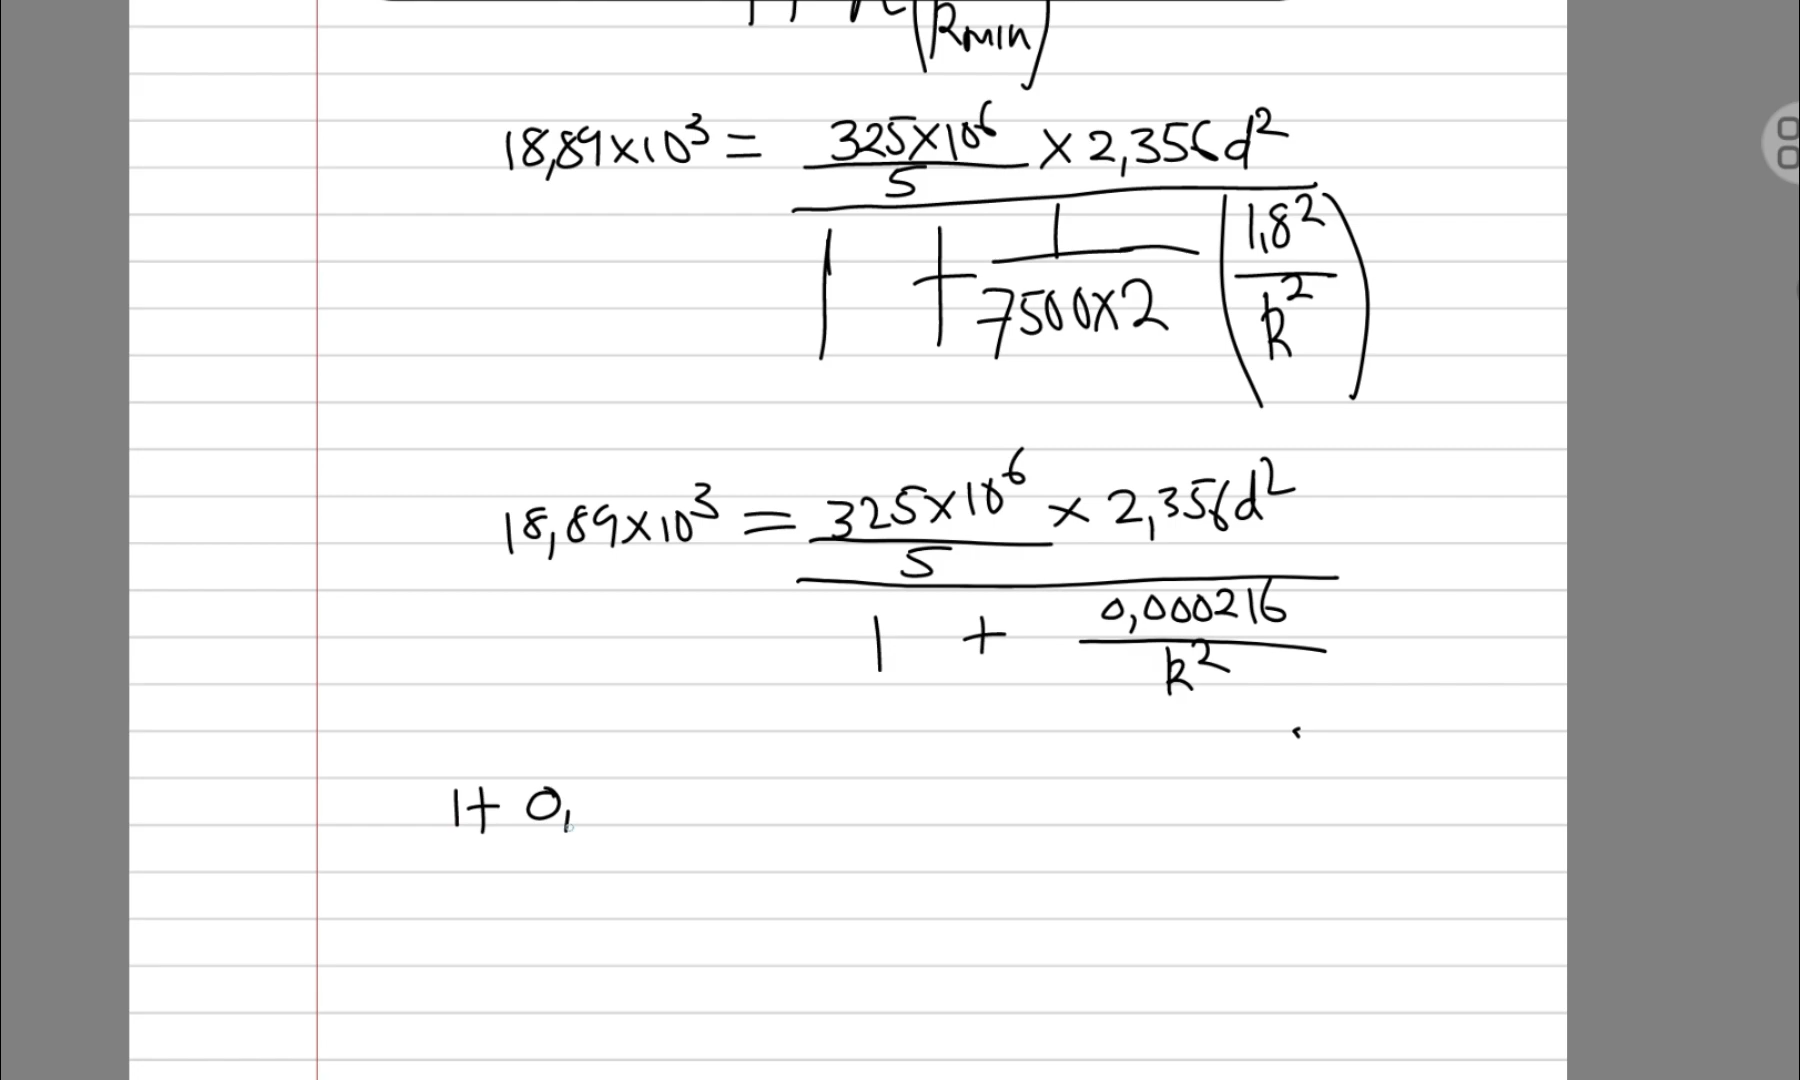 (Rmin)
18,89×10³ = 325×10⁶/5 × 2,356d² / 1 + 1/7500×2 (1,8²/k²)
18,89×10³ = 325×10⁶/5 × 2,356d² / 1 + 0,000216/k²
1+ 0,